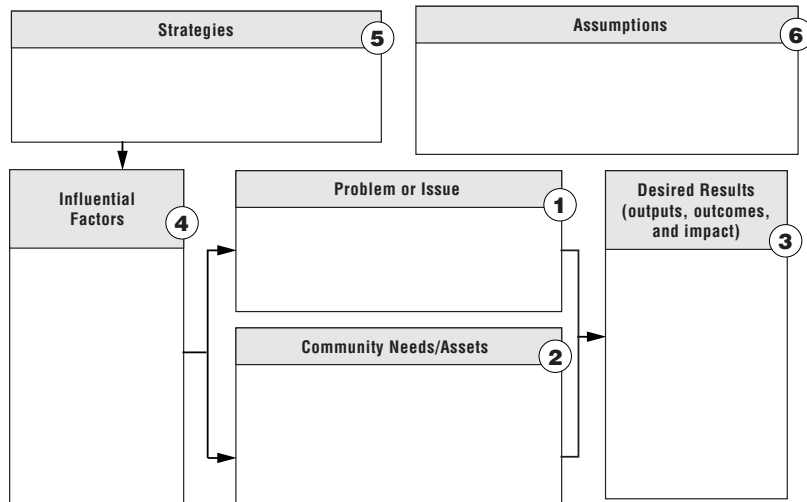 Strategies
5
Assumptions
6
Influential
Factors
4
Problem or Issue
1
Community Needs/Assets
2
Desired Results
(outputs, outcomes,
and impact)
3